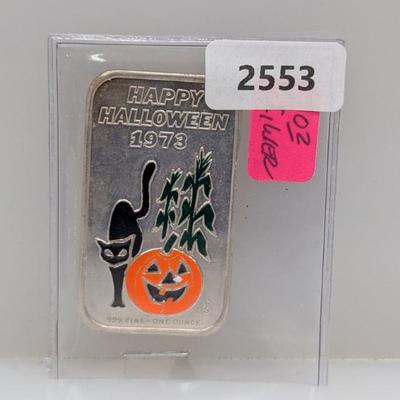 2553
OZ
SILVER
HAPPY
HALLOWEEN
1973
.999 FINE - ONE OUNCE